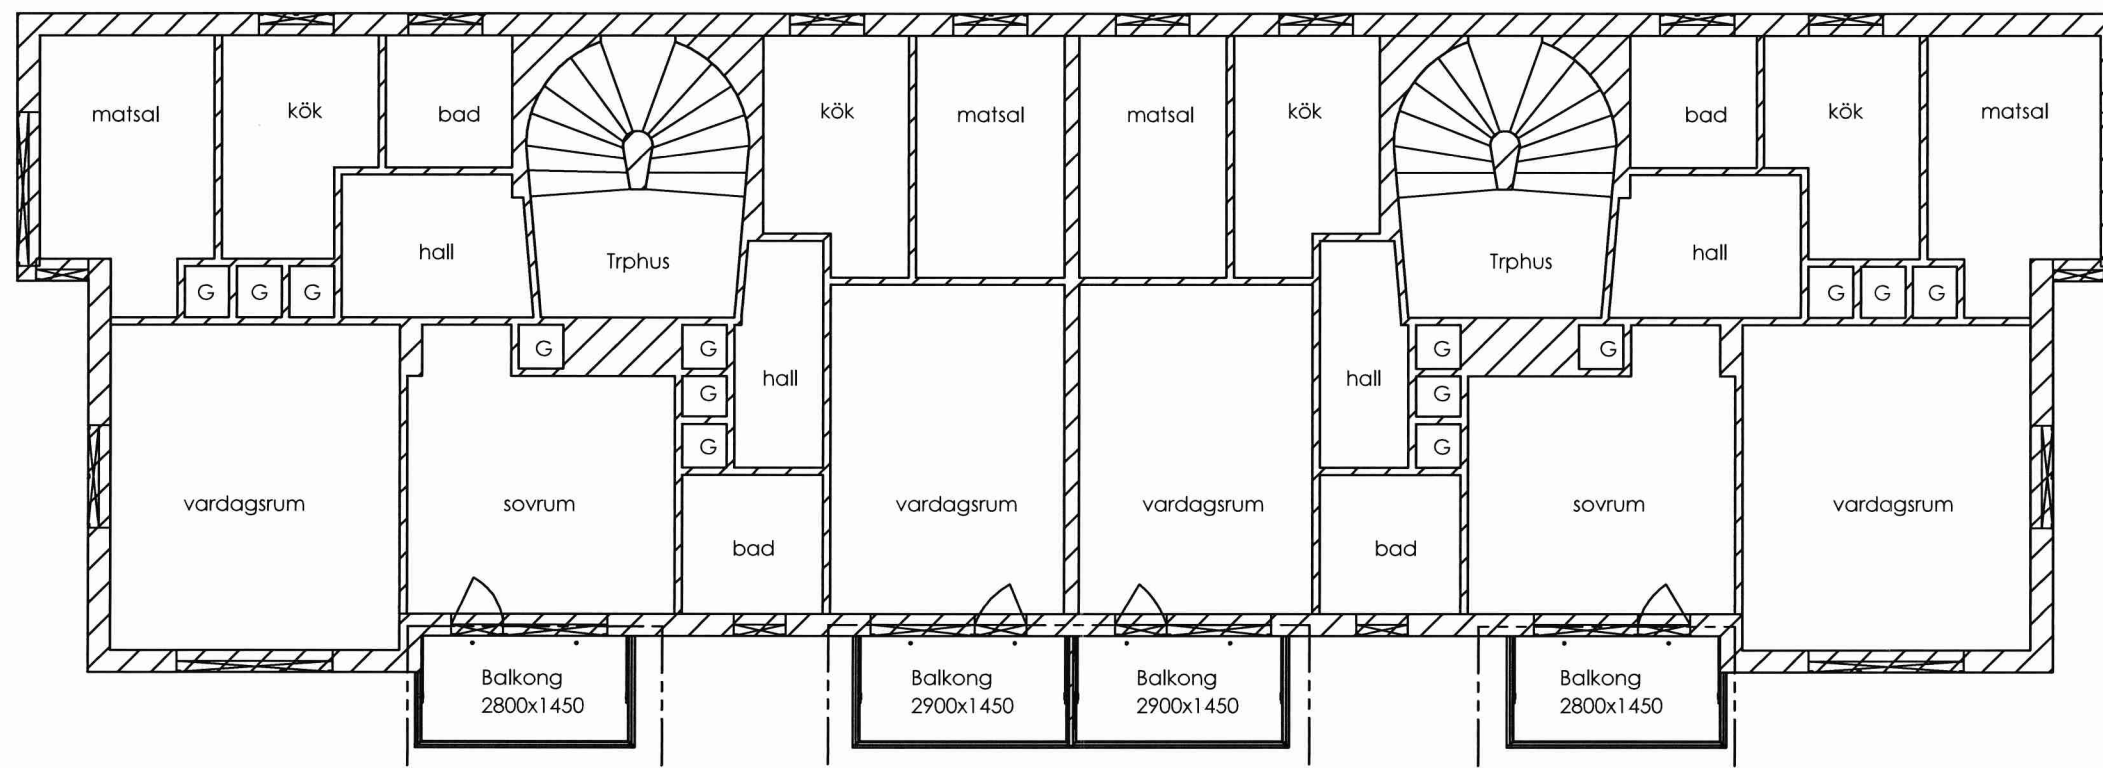 matsal
kök
bad
kök
matsal
matsal
kök
bad
kök
matsal
hall
Trphus
Trphus
hall
G
G
G
G
G
G
G
G
G
G
hall
hall
G
G
G
G
G
G
vardagsrum
sovrum
vardagsrum
vardagsrum
sovrum
vardagsrum
bad
bad
Balkong
2800x1450
Balkong
2900x1450
Balkong
2900x1450
Balkong
2800x1450